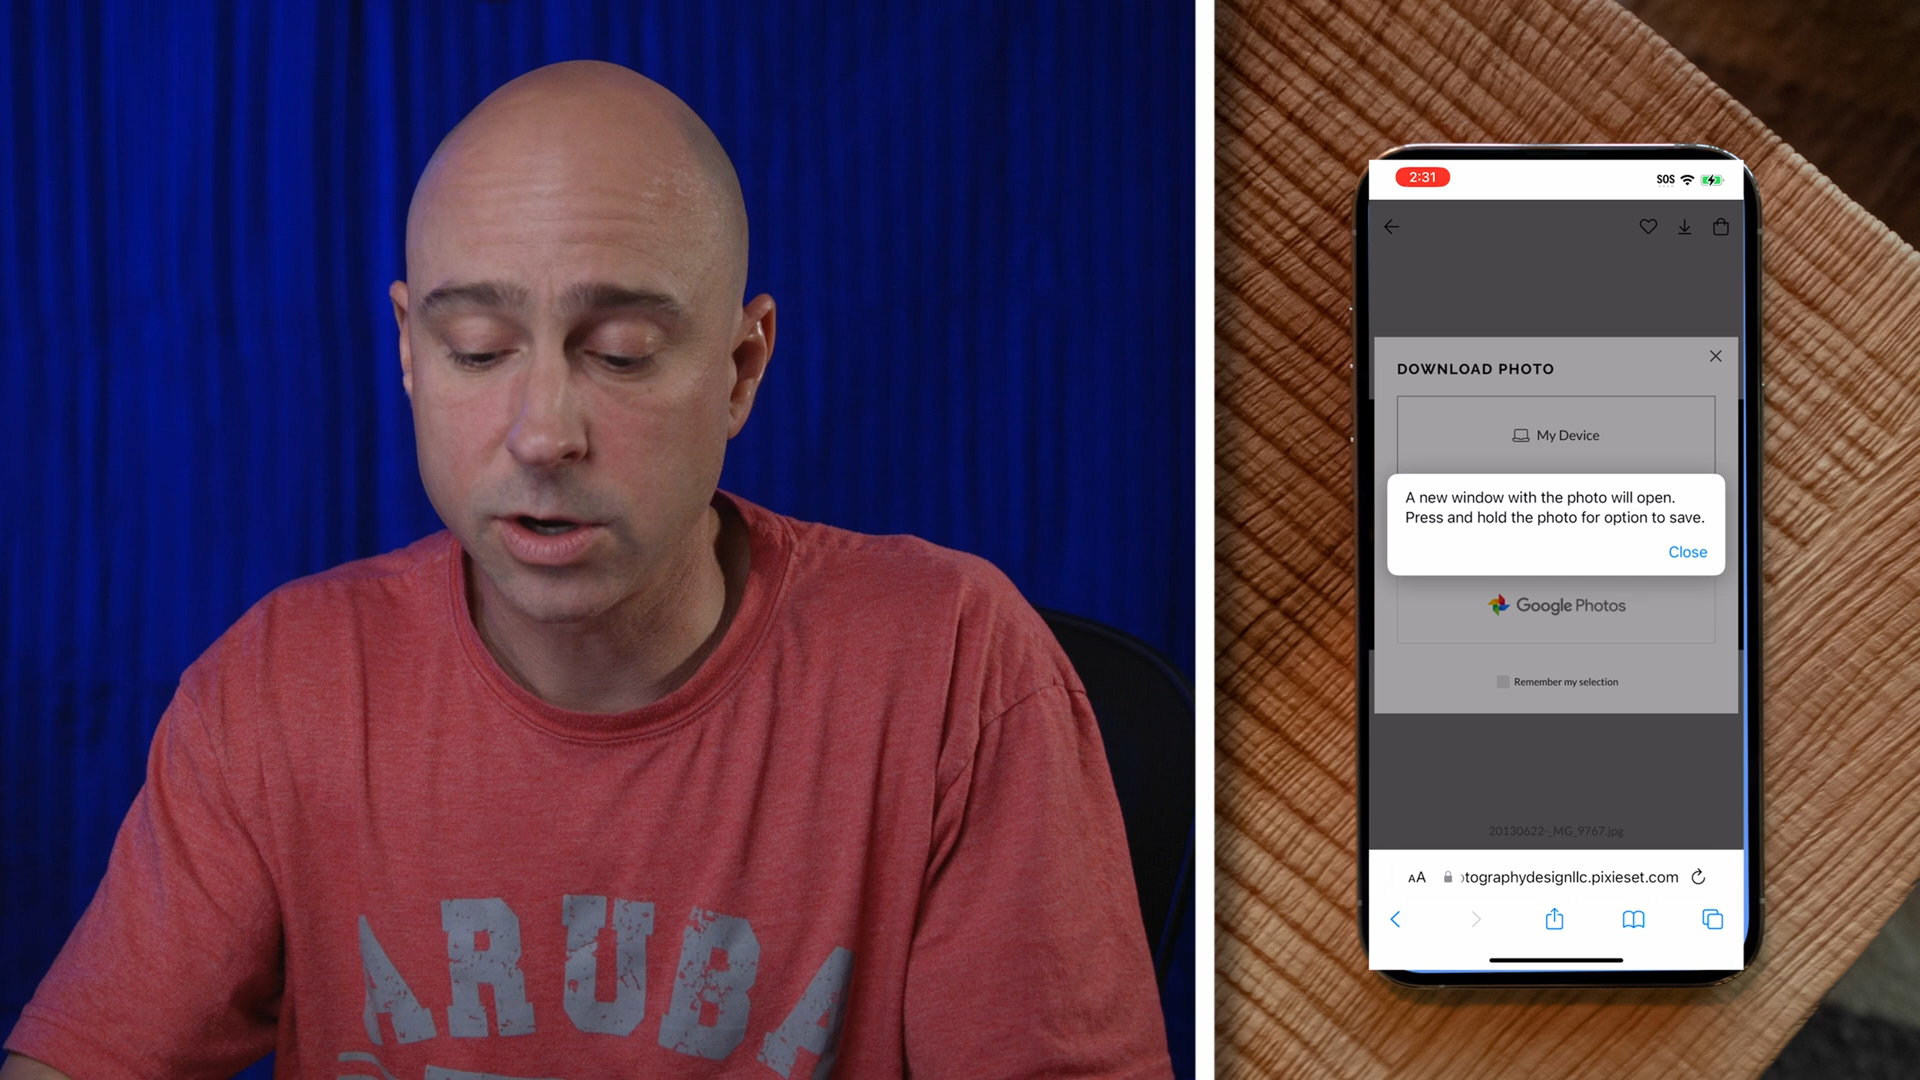 ARUBA
2:31
SOS
DOWNLOAD PHOTO
My Device
A new window with the photo will open.
Press and hold the photo for option to save.
Close
Google Photos
Remember my selection
20130622-_MG_9767.jpg
AA
tographydesignllc.pixieset.com